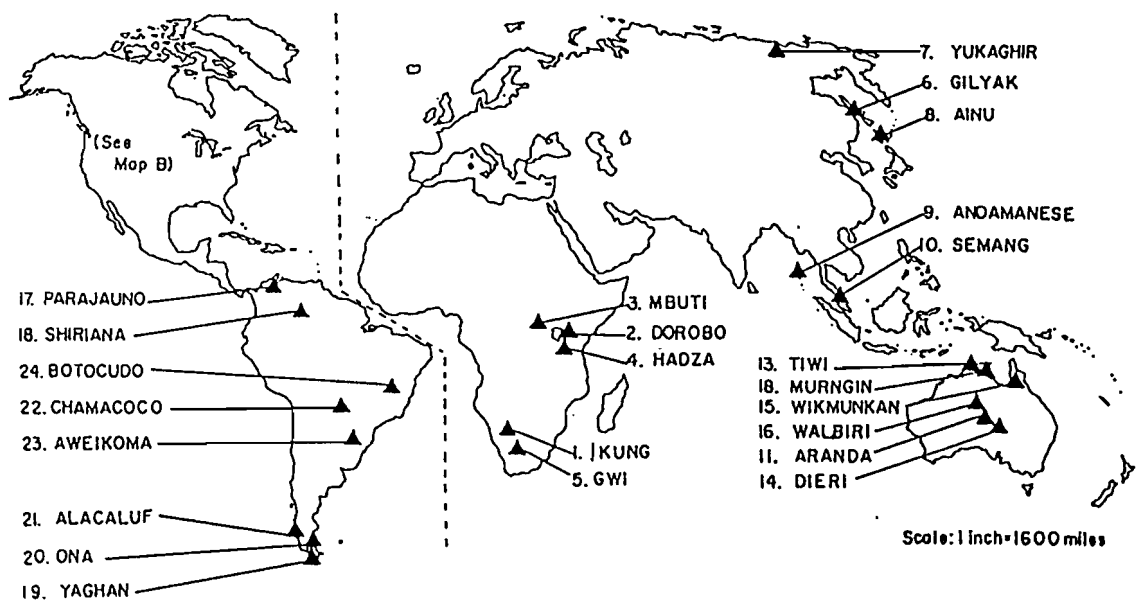 (See
Map B)
7. YUKAGHIR
6. GILYAK
8. AINU
9. ANDAMANESE
10. SEMANG
17. PARAJAUNO
18. SHIRIANA
24. BOTOCUDO
22. CHAMACOCO
23. AWEIKOMA
21. ALACALUF
20. ONA
19. YAGHAN
3. MBUTI
2. DOROBO
4. HADZA
1. !KUNG
5. GWI
13. TIWI
18. MURNGIN
15. WIKMUNKAN
16. WALBIRI
11. ARANDA
14. DIERI
Scale: 1 inch=1600 miles